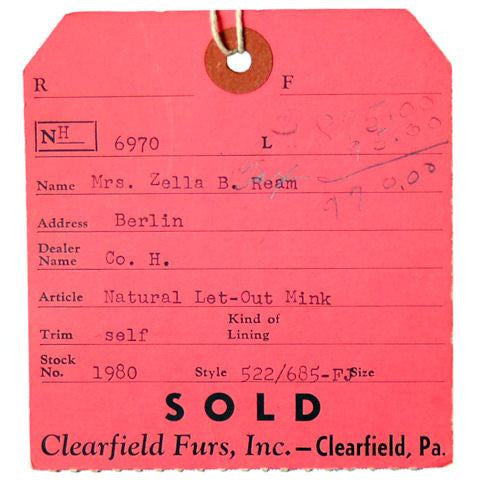 R F
NH 6970 L
Name Mrs. Zella B. Ream
Address Berlin
Dealer Name Co. H.
Article Natural Let-Out Mink
Trim self Kind of Lining
Stock No. 1980 Style 522/685-FJ Size
SOLD
Clearfield Furs, Inc. — Clearfield, Pa.